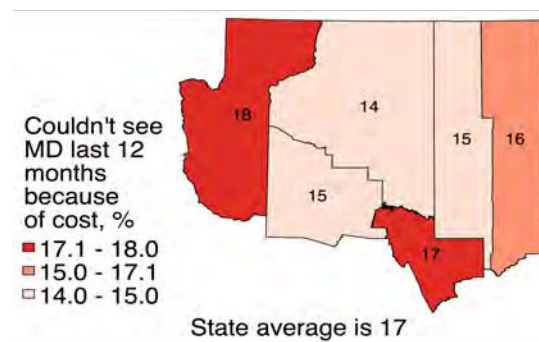 18
14
15
16
15
17
Couldn't see
MD last 12
months
because
of cost, %
17.1 - 18.0
15.0 - 17.1
14.0 - 15.0
State average is 17